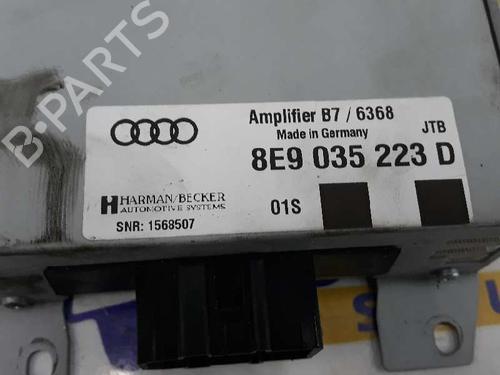 B-PARTS
Amplifier B7 / 6368
Made in Germany
JTB
8E9 035 223 D
HARMAN/BECKER
AUTOMOTIVE SYSTEMS
01S
SNR: 1568507